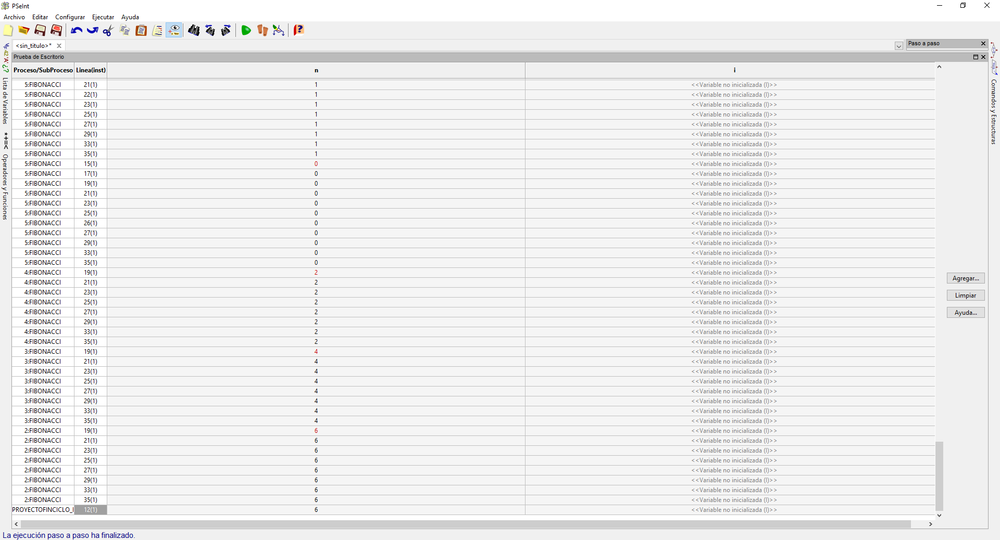 PSeInt
Archivo Editar Configurar Ejecutar Ayuda
<sin_titulo>*
Paso a paso
Prueba de Escritorio
Proceso/SubProceso Linea(inst) n i
5:FIBONACCI 21(1) 1 <<Variable no inicializada (I)>>
5:FIBONACCI 22(1) 1 <<Variable no inicializada (I)>>
5:FIBONACCI 23(1) 1 <<Variable no inicializada (I)>>
5:FIBONACCI 25(1) 1 <<Variable no inicializada (I)>>
5:FIBONACCI 27(1) 1 <<Variable no inicializada (I)>>
5:FIBONACCI 29(1) 1 <<Variable no inicializada (I)>>
5:FIBONACCI 33(1) 1 <<Variable no inicializada (I)>>
5:FIBONACCI 35(1) 1 <<Variable no inicializada (I)>>
5:FIBONACCI 15(1) 0 <<Variable no inicializada (I)>>
5:FIBONACCI 17(1) 0 <<Variable no inicializada (I)>>
5:FIBONACCI 19(1) 0 <<Variable no inicializada (I)>>
5:FIBONACCI 21(1) 0 <<Variable no inicializada (I)>>
5:FIBONACCI 23(1) 0 <<Variable no inicializada (I)>>
5:FIBONACCI 25(1) 0 <<Variable no inicializada (I)>>
5:FIBONACCI 26(1) 0 <<Variable no inicializada (I)>>
5:FIBONACCI 27(1) 0 <<Variable no inicializada (I)>>
5:FIBONACCI 29(1) 0 <<Variable no inicializada (I)>>
5:FIBONACCI 33(1) 0 <<Variable no inicializada (I)>>
5:FIBONACCI 35(1) 0 <<Variable no inicializada (I)>>
4:FIBONACCI 19(1) 2 <<Variable no inicializada (I)>>
4:FIBONACCI 21(1) 2 <<Variable no inicializada (I)>>
4:FIBONACCI 23(1) 2 <<Variable no inicializada (I)>>
4:FIBONACCI 25(1) 2 <<Variable no inicializada (I)>>
4:FIBONACCI 27(1) 2 <<Variable no inicializada (I)>>
4:FIBONACCI 29(1) 2 <<Variable no inicializada (I)>>
4:FIBONACCI 33(1) 2 <<Variable no inicializada (I)>>
4:FIBONACCI 35(1) 2 <<Variable no inicializada (I)>>
3:FIBONACCI 19(1) 4 <<Variable no inicializada (I)>>
3:FIBONACCI 21(1) 4 <<Variable no inicializada (I)>>
3:FIBONACCI 23(1) 4 <<Variable no inicializada (I)>>
3:FIBONACCI 25(1) 4 <<Variable no inicializada (I)>>
3:FIBONACCI 27(1) 4 <<Variable no inicializada (I)>>
3:FIBONACCI 29(1) 4 <<Variable no inicializada (I)>>
3:FIBONACCI 33(1) 4 <<Variable no inicializada (I)>>
3:FIBONACCI 35(1) 4 <<Variable no inicializada (I)>>
2:FIBONACCI 19(1) 6 <<Variable no inicializada (I)>>
2:FIBONACCI 21(1) 6 <<Variable no inicializada (I)>>
2:FIBONACCI 23(1) 6 <<Variable no inicializada (I)>>
2:FIBONACCI 25(1) 6 <<Variable no inicializada (I)>>
2:FIBONACCI 27(1) 6 <<Variable no inicializada (I)>>
2:FIBONACCI 29(1) 6 <<Variable no inicializada (I)>>
2:FIBONACCI 33(1) 6 <<Variable no inicializada (I)>>
2:FIBONACCI 35(1) 6 <<Variable no inicializada (I)>>
PROYECTOFINCICLO_I 12(1) 6 <<Variable no inicializada (I)>>
Agregar...
Limpiar
Ayuda...
Lista de Variables
*+=< Operadores y Funciones
Comandos y Estructuras
La ejecución paso a paso ha finalizado.